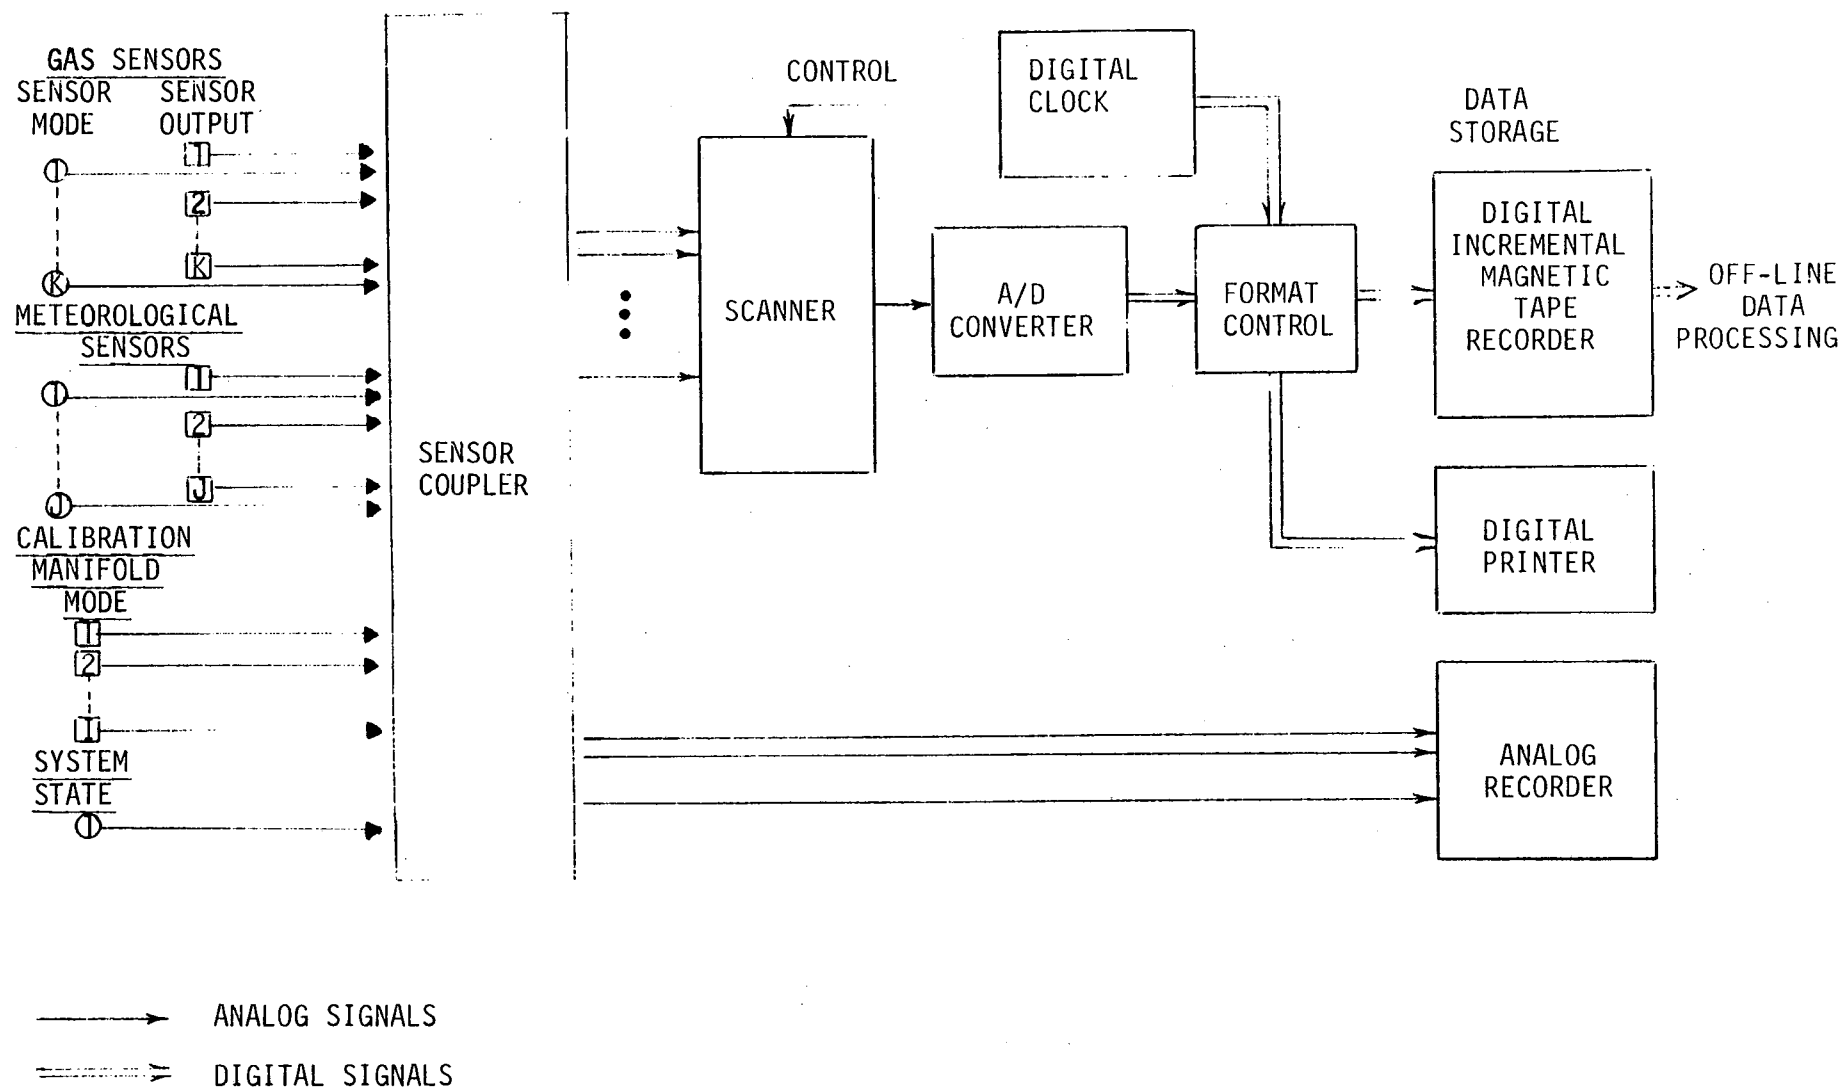 GAS SENSORS
SENSOR MODE
SENSOR OUTPUT
1
1
2
K
K
METEOROLOGICAL
SENSORS
1
1
2
J
J
CALIBRATION
MANIFOLD
MODE
1
2
I
SYSTEM
STATE
1
SENSOR
COUPLER
CONTROL
SCANNER
DIGITAL
CLOCK
A/D
CONVERTER
FORMAT
CONTROL
DATA
STORAGE
DIGITAL
INCREMENTAL
MAGNETIC
TAPE
RECORDER
OFF-LINE
DATA
PROCESSING
DIGITAL
PRINTER
ANALOG
RECORDER
ANALOG SIGNALS
DIGITAL SIGNALS